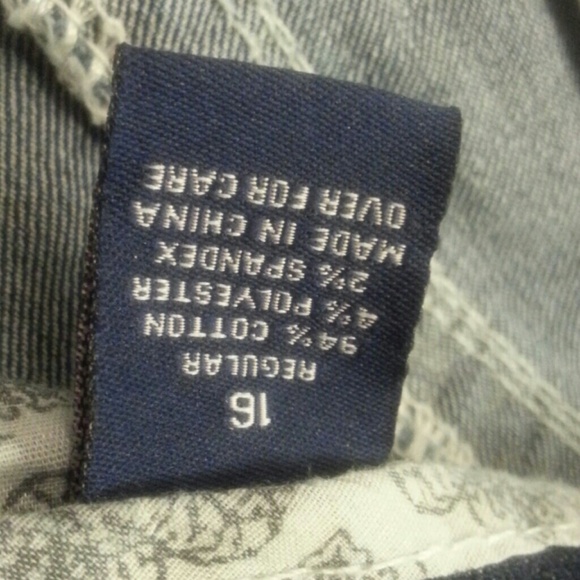 16
REGULAR
94% COTTON
4% POLYESTER
2% SPANDEX
MADE IN CHINA
OVER FOR CARE